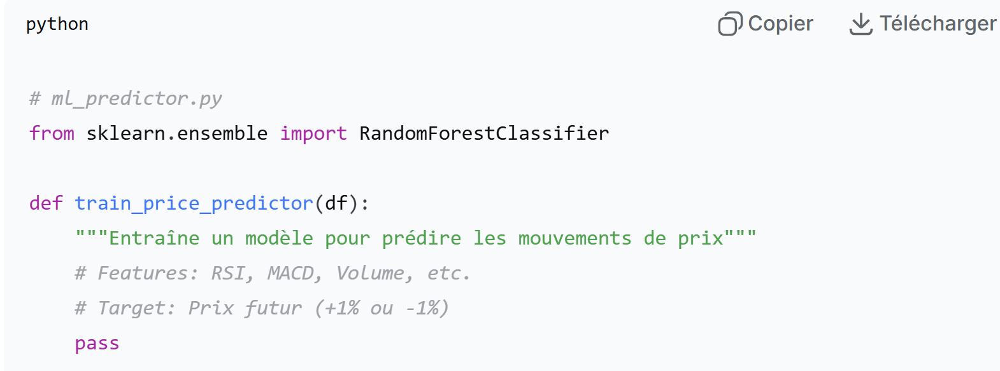 python
Copier
Télécharger
# ml_predictor.py
from sklearn.ensemble import RandomForestClassifier
def train_price_predictor(df):
"""Entraîne un modèle pour prédire les mouvements de prix"""
# Features: RSI, MACD, Volume, etc.
# Target: Prix futur (+1% ou -1%)
pass